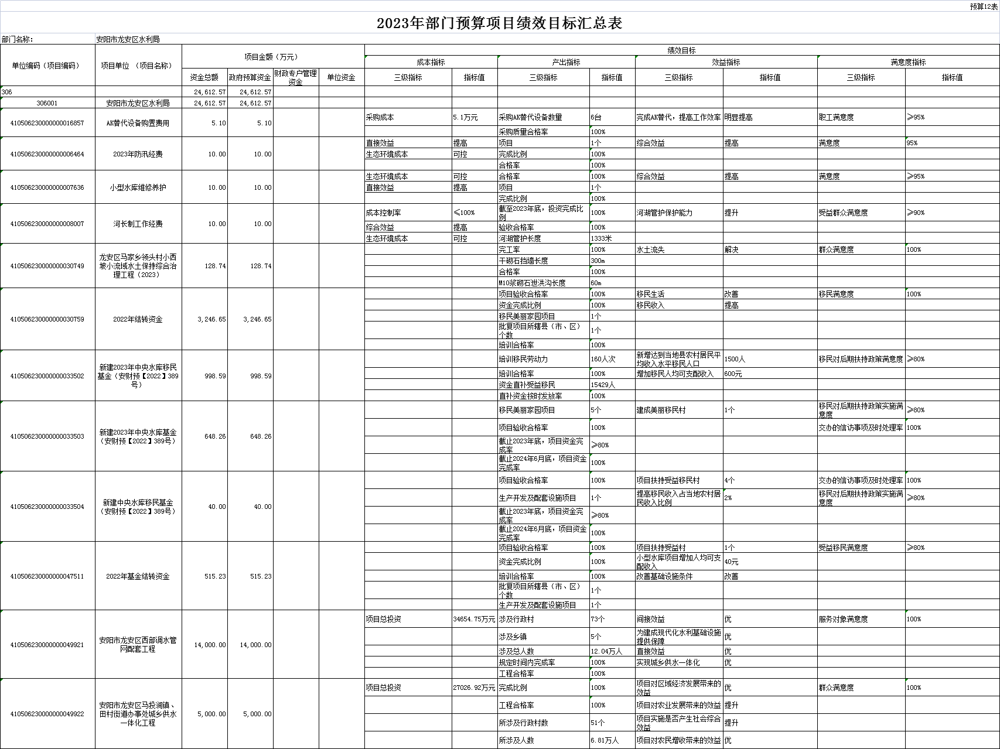 预算12表
2023年部门预算项目绩效目标汇总表
部门名称: 安阳市龙安区水利局
单位编码（项目编码） 项目单位 （项目名称） 项目金额（万元） 绩效目标
成本指标 产出指标 效益指标 满意度指标
资金总额 政府预算资金 财政专户管理资金 单位资金 三级指标 指标值 三级指标 指标值 三级指标 指标值 三级指标 指标值
306 24,612.57 24,612.57
306001 安阳市龙安区水利局 24,612.57 24,612.57
410506230000000016857 AK替代设备购置费用 5.10 5.10 采购成本 5.1万元 采购AK替代设备数量 6台 完成AK替代，提高工作效率 明显提高 职工满意度 ≥95%
采购质量合格率 100%
410506230000000006464 2023年防汛经费 10.00 10.00 直接效益 提高 项目 1个 综合效益 提高 满意度 95%
生态环境成本 可控 完成比例 100%
合格率 100%
410506230000000007636 小型水库维修养护 10.00 10.00 生态环境成本 可控 合格率 100% 综合效益 提高 满意度 ≥95%
直接效益 提高 项目 1个
完成比例 100%
410506230000000008007 河长制工作经费 10.00 10.00 成本控制率 ≤100% 截至2023年底，投资完成比例 100% 河湖管护保护能力 提升 受益群众满意度 ≥90%
综合效益 提高 验收合格率 100%
生态环境成本 可控 河湖管护长度 1333米
410506230000000030749 龙安区马家乡领头村小西坡小流域水土保持综合治理工程（2023） 128.74 128.74 完工率 100% 水土流失 解决 群众满意度 100%
干砌石挡墙长度 300m
合格率 100%
M10浆砌石泄洪沟长度 60m
410506230000000030759 2022年结转资金 3,246.65 3,246.65 项目验收合格率 100% 移民生活 改善 移民满意度 100%
资金完成比例 100% 移民收入 提高
移民美丽家园项目 1个
批复项目所辖县（市、区）个数 1个
培训合格率 100%
410506230000000033502 新建2023年中央水库移民基金（安财预【2022】389号） 998.59 998.59 培训移民劳动力 160人次 新增达到当地县农村居民平均收入水平移民人口 1500人 移民对后期扶持政策满意度 ≥80%
培训合格率 100% 增加移民人均可支配收入 600元
资金直补受益移民 15429人
直补资金按时发放率 100%
410506230000000033503 新建2023年中央水库基金（安财预【2022】389号） 648.26 648.26 移民美丽家园项目 5个 建成美丽移民村 1个 移民对后期扶持政策实施满意度 ≥80%
项目验收合格率 100% 交办的信访事项及时处理率 100%
截止2023年底，项目资金完成率 ≥80%
截止2024年6月底，项目资金完成率 100%
410506230000000033504 新建中央水库移民基金（安财预【2022】389号） 40.00 40.00 项目验收合格率 100% 项目扶持受益移民村 4个 交办的信访事项及时处理率 100%
生产开发及配套设施项目 1个 提高移民收入占当地农村居民收入比例 2% 移民对后期扶持政策实施满意度 ≥80%
截止2023年底，项目资金完成率 ≥80%
截止2024年6月底，项目资金完成率 100%
410506230000000047511 2022年基金结转资金 515.23 515.23 项目验收合格率 100% 项目扶持受益村 1个 受益移民满意度 ≥80%
资金完成比例 100% 小型水库项目增加人均可支配收入 40元
培训合格率 100% 改善基础设施条件 改善
批复项目所辖县（市、区）个数 1个
生产开发及配套设施项目 1个
410506230000000049921 安阳市龙安区西部调水管网配套工程 14,000.00 14,000.00 项目总投资 34654.75万元 涉及行政村 73个 间接效益 优 服务对象满意度 100%
涉及乡镇 5个 为建成现代化水利基础设施提供保障 优
涉及总人数 12.04万人 直接效益 优
规定时间内完成率 100% 实现城乡供水一体化 优
工程合格率 100%
410506230000000049922 安阳市龙安区马投涧镇、田村街道办事处城乡供水一体化工程 5,000.00 5,000.00 项目总投资 27026.92万元 完成比例 100% 项目对区域经济发展带来的效益 优 群众满意度 100%
工程合格率 100% 项目对农业发展带来的效益 提升
所涉及行政村数 51个 项目实施是否产生社会综合效益 提升
所涉及人数 6.81万人 项目对农民增收带来的效益 优